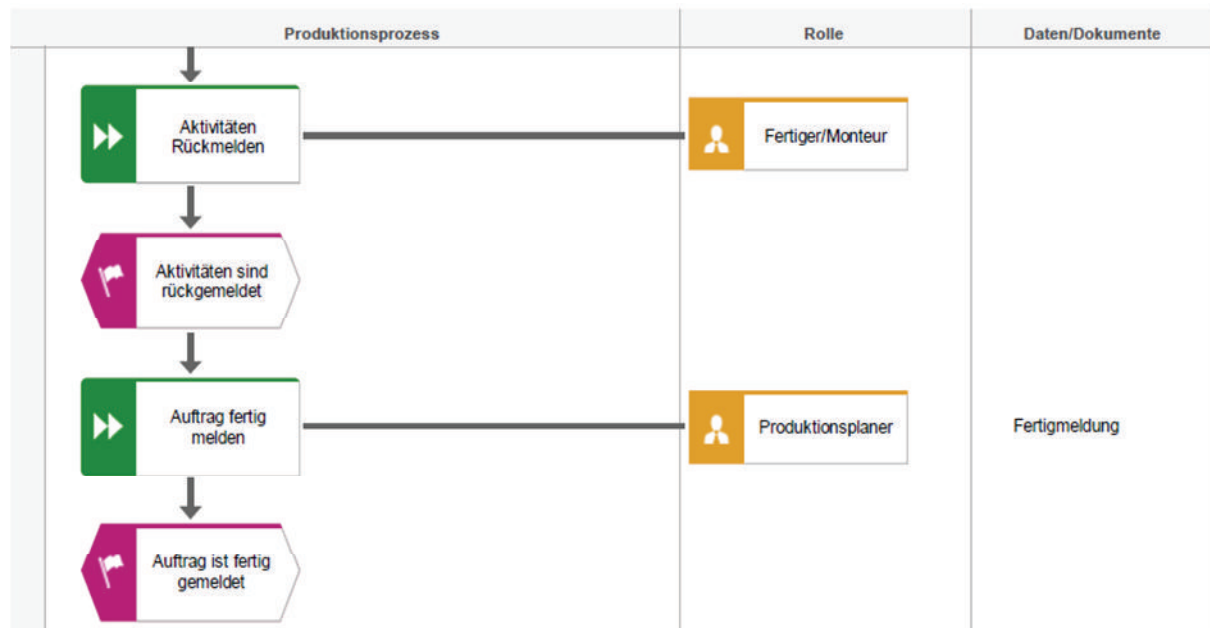 Produktionsprozess
Rolle
Daten/Dokumente
Aktivitäten
Rückmelden
Fertiger/Monteur
Aktivitäten sind
rückgemeldet
Auftrag fertig
melden
Produktionsplaner
Fertigmeldung
Auftrag ist fertig
gemeldet